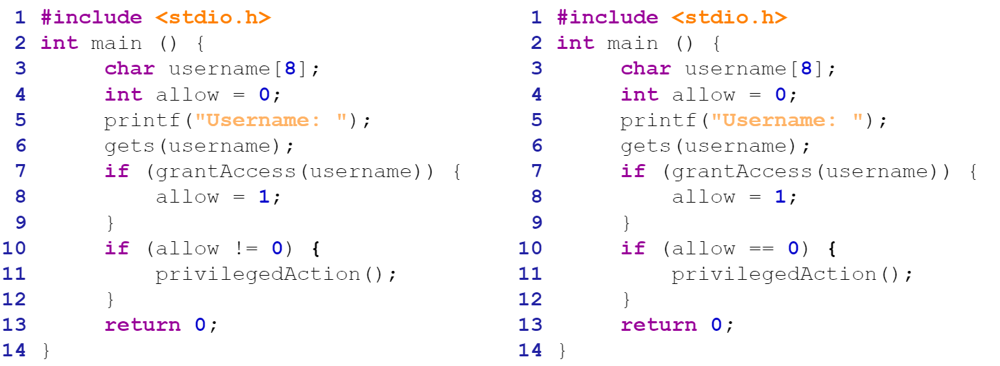 1 #include <stdio.h>
2 int main () {
3 char username[8];
4 int allow = 0;
5 printf("Username: ");
6 gets(username);
7 if (grantAccess(username)) {
8 allow = 1;
9 }
10 if (allow != 0) {
11 privilegedAction();
12 }
13 return 0;
14 }
1 #include <stdio.h>
2 int main () {
3 char username[8];
4 int allow = 0;
5 printf("Username: ");
6 gets(username);
7 if (grantAccess(username)) {
8 allow = 1;
9 }
10 if (allow == 0) {
11 privilegedAction();
12 }
13 return 0;
14 }